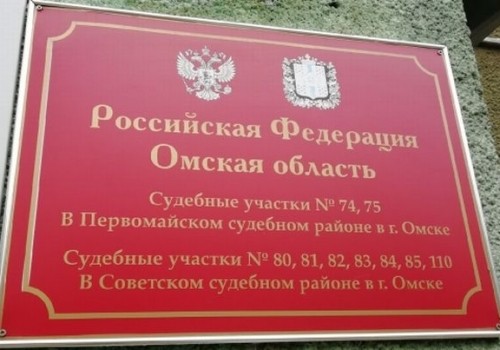 Российская Федерация
Омская область
Судебные участки № 74, 75
В Первомайском судебном районе в г. Омске
Судебные участки № 80, 81, 82, 83, 84, 85, 110
В Советском судебном районе в г. Омске